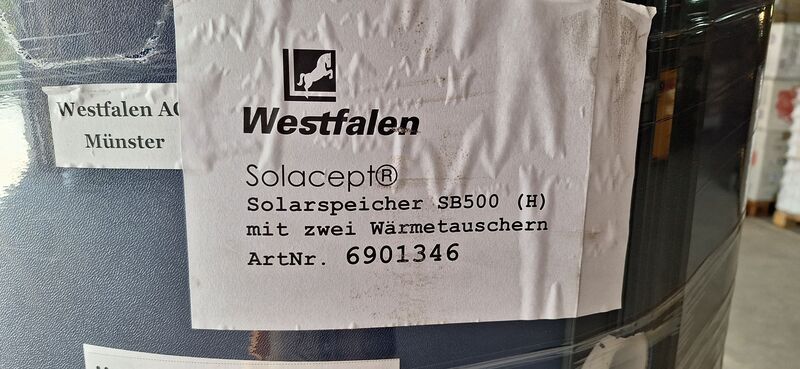 Westfalen AG
Münster
Westfalen
Solacept®
Solarspeicher SB500 (H)
mit zwei Wärmetauschern
ArtNr. 6901346